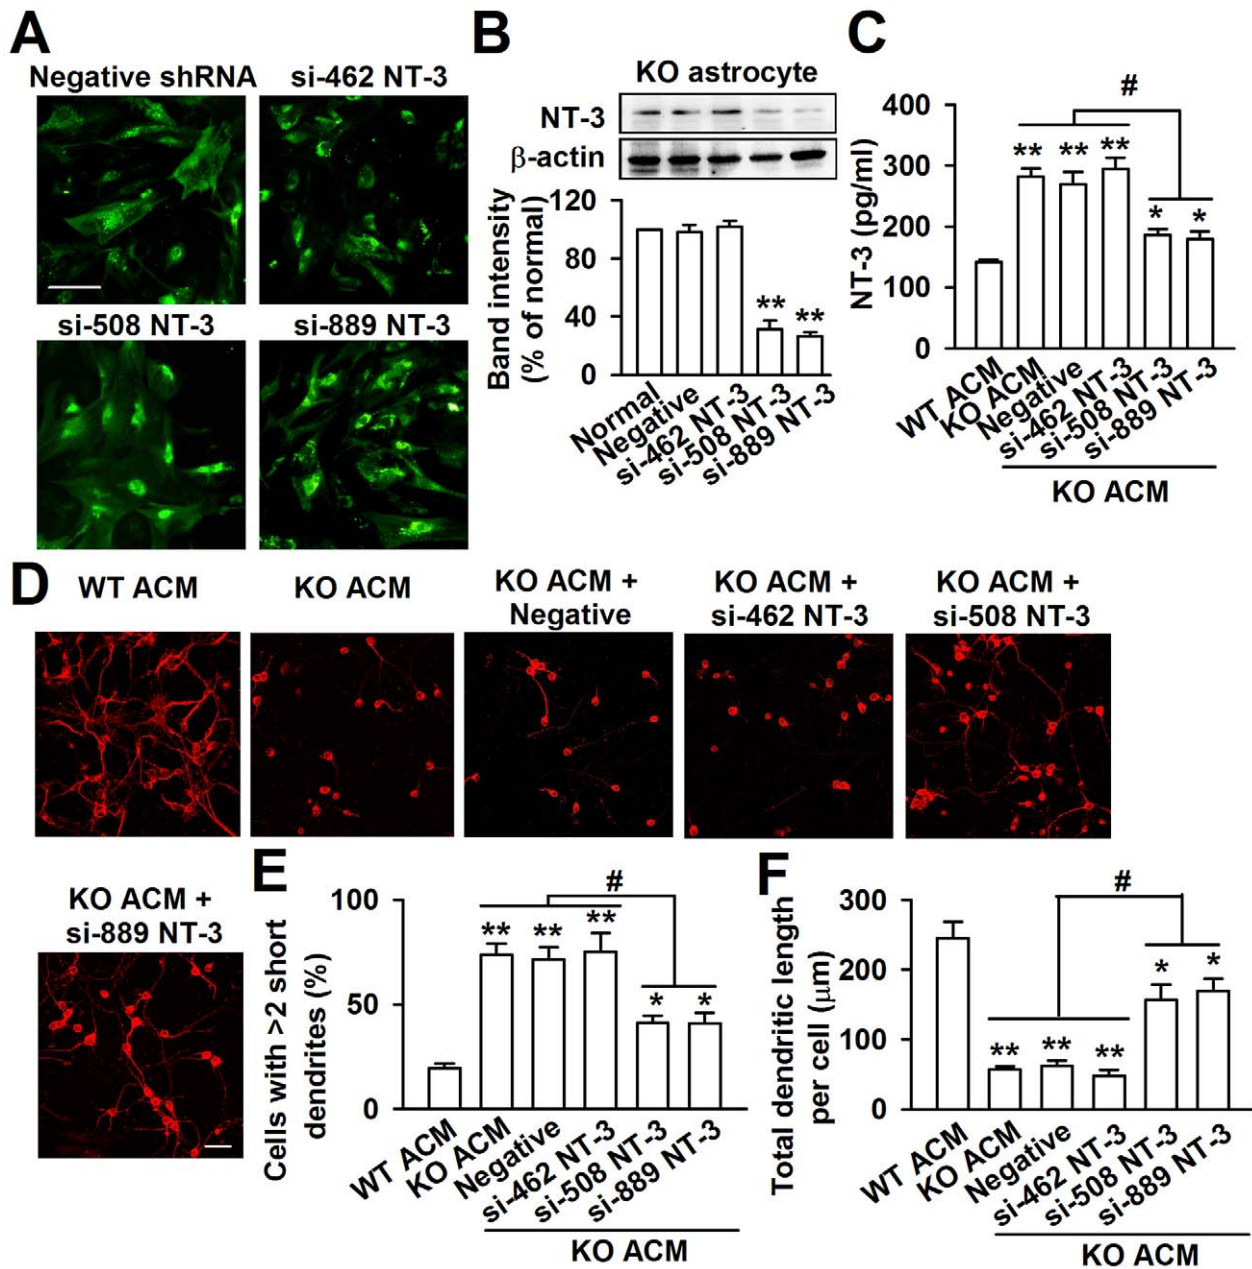 A
Negative shRNA
si-462 NT-3
si-508 NT-3
si-889 NT-3
B
KO astrocyte
NT-3
β-actin
Band intensity
(% of normal)
120
80
40
0
**
**
Normal
Negative
si-462 NT-3
si-508 NT-3
si-889 NT-3
C
NT-3 (pg/ml)
400
300
200
100
0
#
**
**
**
*
*
WT ACM
KO ACM
Negative
si-462 NT-3
si-508 NT-3
si-889 NT-3
KO ACM
D
WT ACM
KO ACM
KO ACM +
Negative
KO ACM +
si-462 NT-3
KO ACM +
si-508 NT-3
KO ACM +
si-889 NT-3
E
Cells with >2 short
dendrites (%)
100
50
0
#
**
**
**
*
*
WT ACM
KO ACM
Negative
si-462 NT-3
si-508 NT-3
si-889 NT-3
KO ACM
F
Total dendritic length
per cell (μm)
300
200
100
0
#
**
**
**
*
*
WT ACM
KO ACM
Negative
si-462 NT-3
si-508 NT-3
si-889 NT-3
KO ACM